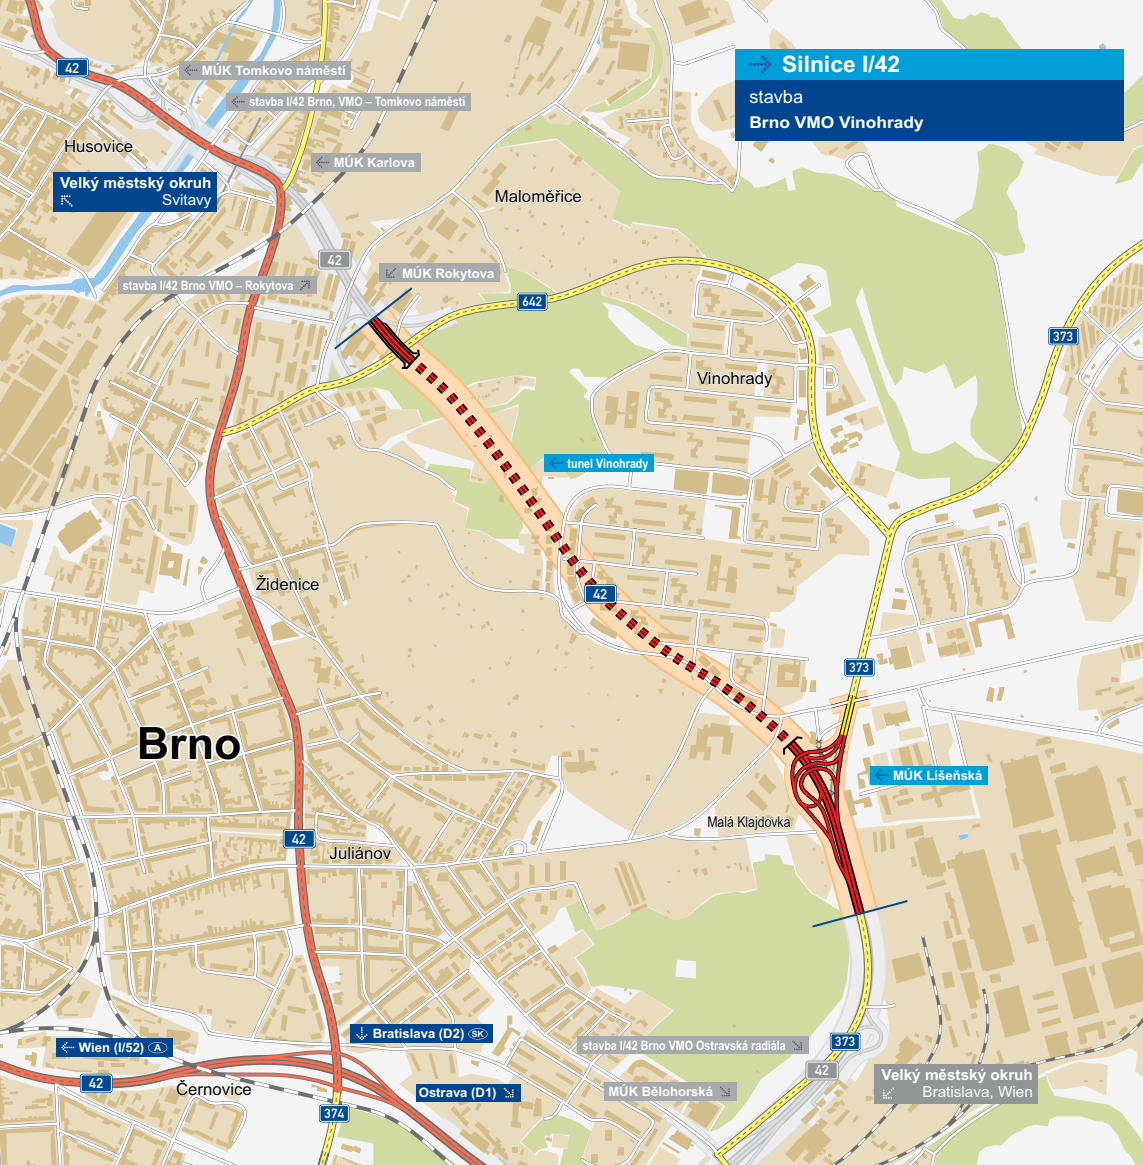 Silnice I/42
stavba
Brno VMO Vinohrady
42
MÚK Tomkovo náměstí
stavba I/42 Brno, VMO – Tomkovo náměstí
Husovice
MÚK Karlova
Velký městský okruh
Svitavy
Maloměřice
42
MÚK Rokytova
stavba I/42 Brno VMO – Rokytova
642
373
Vinohrady
tunel Vinohrady
Židenice
42
373
Brno
MÚK Líšeňská
Malá Klajdovka
42
Juliánov
Bratislava (D2) SK
Wien (I/52) A
stavba I/42 Brno VMO Ostravská radiála
373
42
42
Černovice
Ostrava (D1)
MÚK Bělohorská
Velký městský okruh
Bratislava, Wien
374